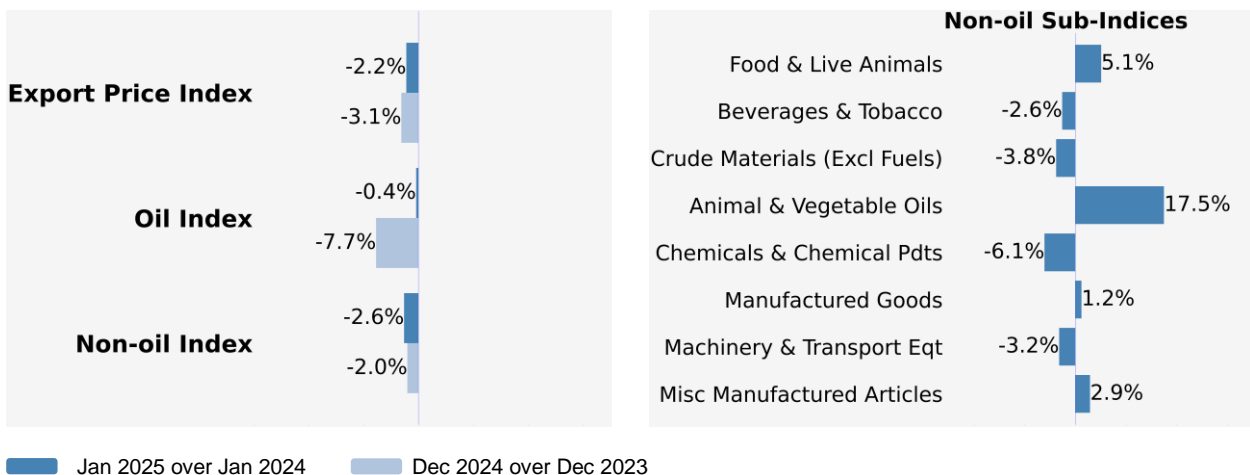 Export Price Index
-2.2%
-3.1%
Oil Index
-0.4%
-7.7%
Non-oil Index
-2.6%
-2.0%
Non-oil Sub-Indices
Food & Live Animals 5.1%
Beverages & Tobacco -2.6%
Crude Materials (Excl Fuels) -3.8%
Animal & Vegetable Oils 17.5%
Chemicals & Chemical Pdts -6.1%
Manufactured Goods 1.2%
Machinery & Transport Eqt -3.2%
Misc Manufactured Articles 2.9%
Jan 2025 over Jan 2024 Dec 2024 over Dec 2023